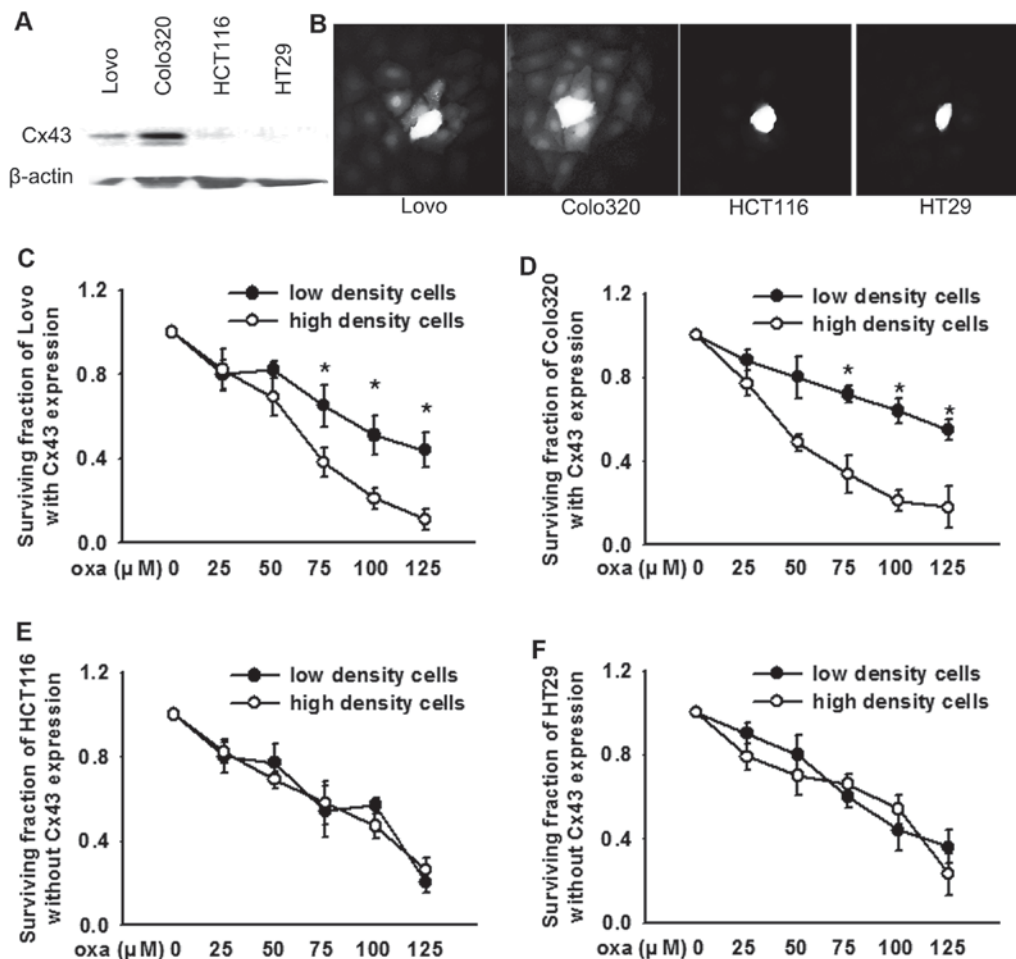 A
Lovo
Colo320
HCT116
HT29
Cx43
β-actin
B
Lovo
Colo320
HCT116
HT29
C
Surviving fraction of Lovo
with Cx43 expression
1.2
0.8
0.4
0.0
low density cells
high density cells
* * *
oxa (μ M) 0 25 50 75 100 125
D
Surviving fraction of Colo320
with Cx43 expression
1.2
0.8
0.4
0.0
low density cells
high density cells
* * *
oxa (μ M) 0 25 50 75 100 125
E
Surviving fraction of HCT116
without Cx43 expression
1.2
0.8
0.4
0.0
low density cells
high density cells
oxa (μ M) 0 25 50 75 100 125
F
Surviving fraction of HT29
without Cx43 expression
1.2
0.8
0.4
0.0
low density cells
high density cells
oxa (μ M) 0 25 50 75 100 125